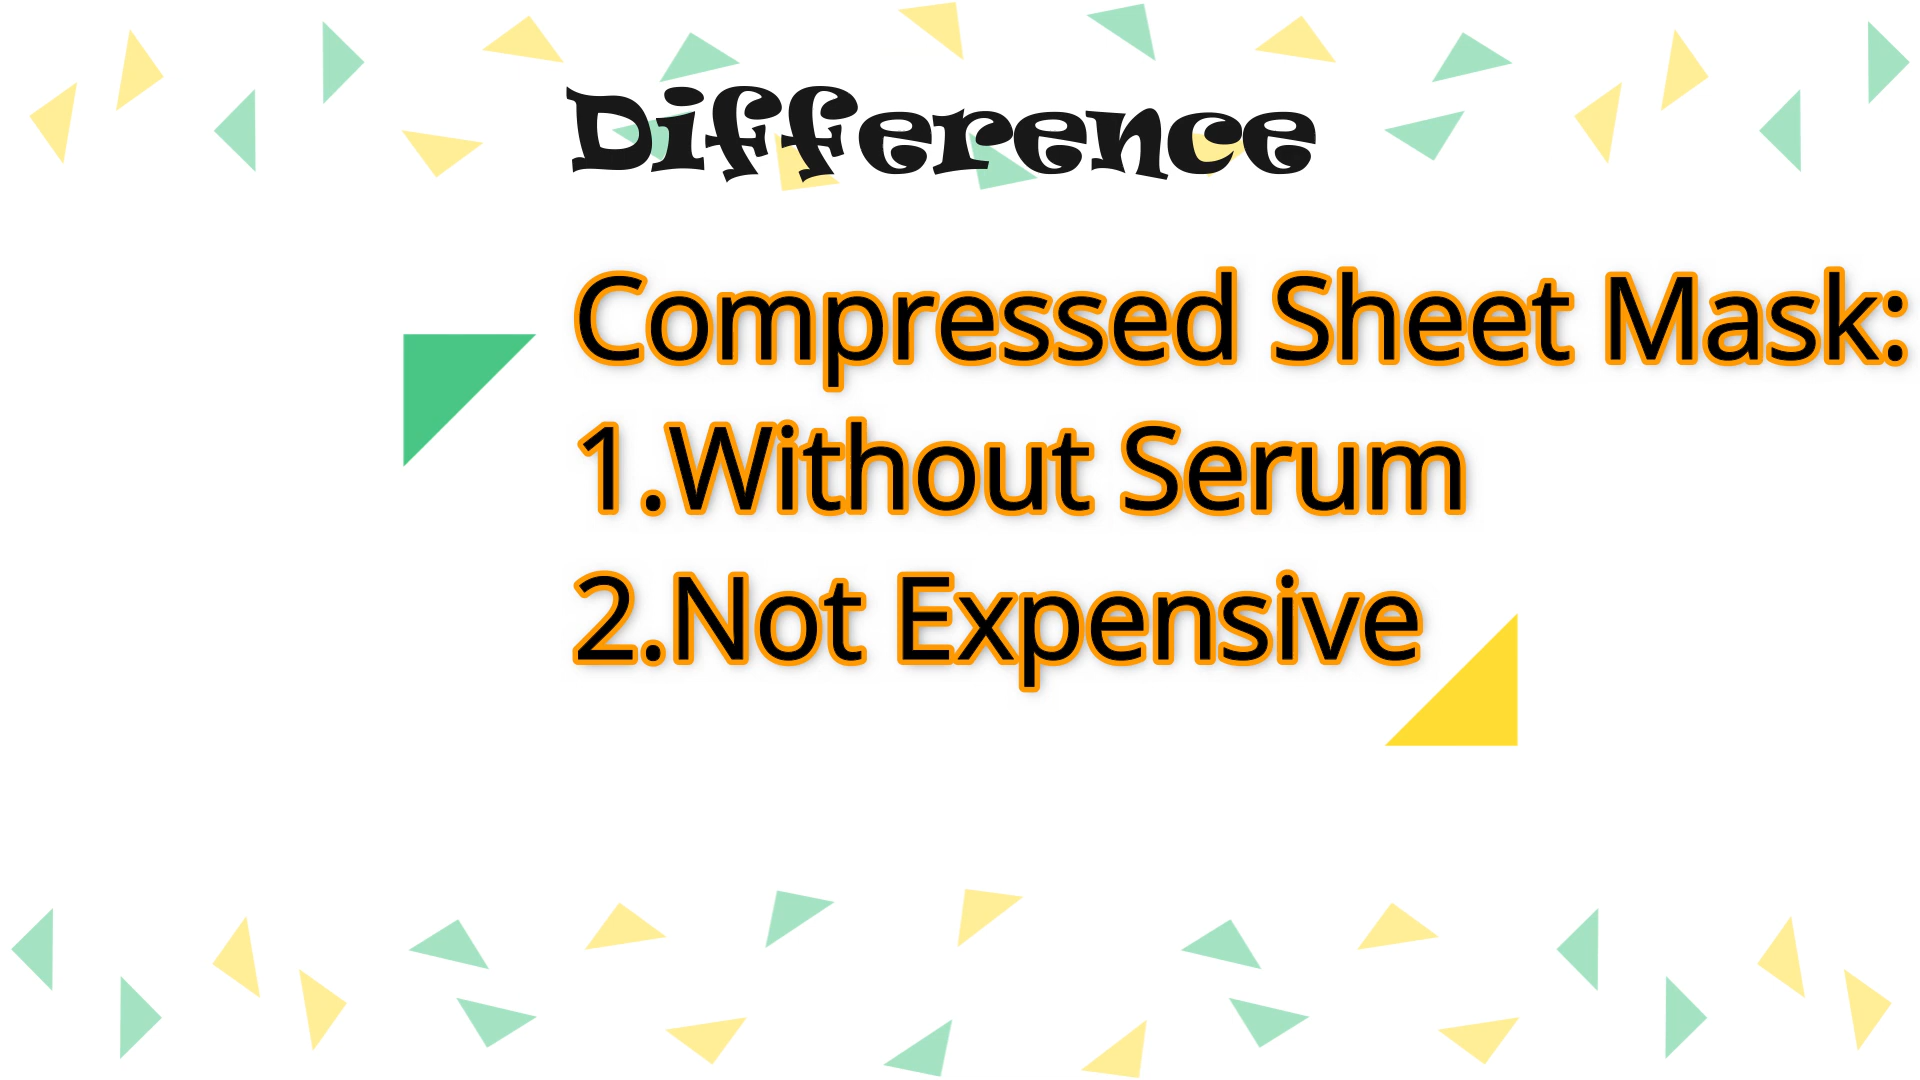 Difference
Compressed Sheet Mask:
1.Without Serum
2.Not Expensive